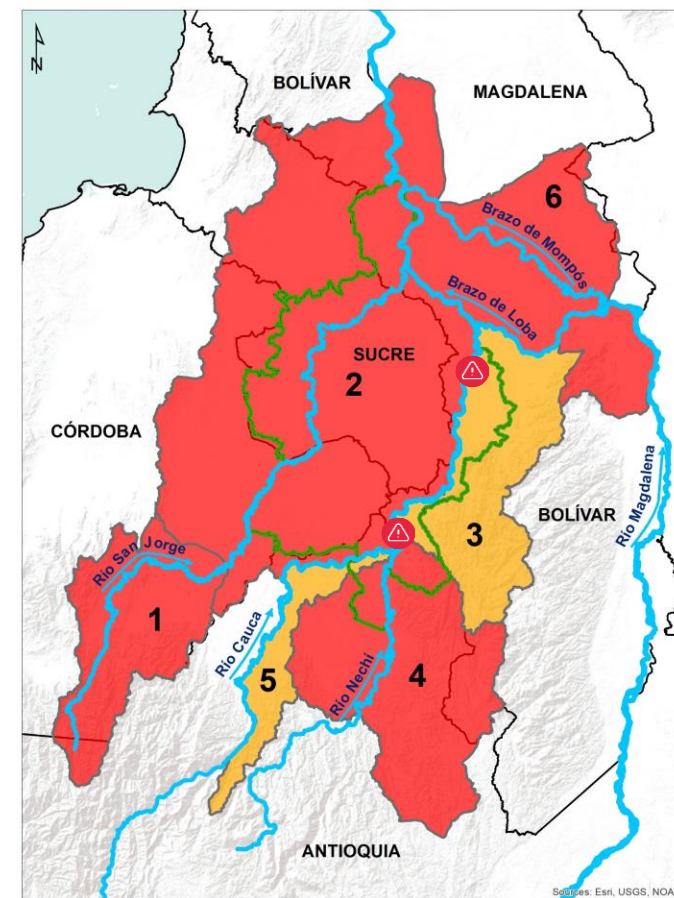 N
BOLÍVAR
MAGDALENA
6
Brazo de Mompós
Brazo de Loba
SUCRE
2
CÓRDOBA
3
BOLÍVAR
Río Magdalena
Río San Jorge
1
Río Cauca
5
Río Nechí
4
ANTIOQUIA
Sources: Esri, USGS, NOA